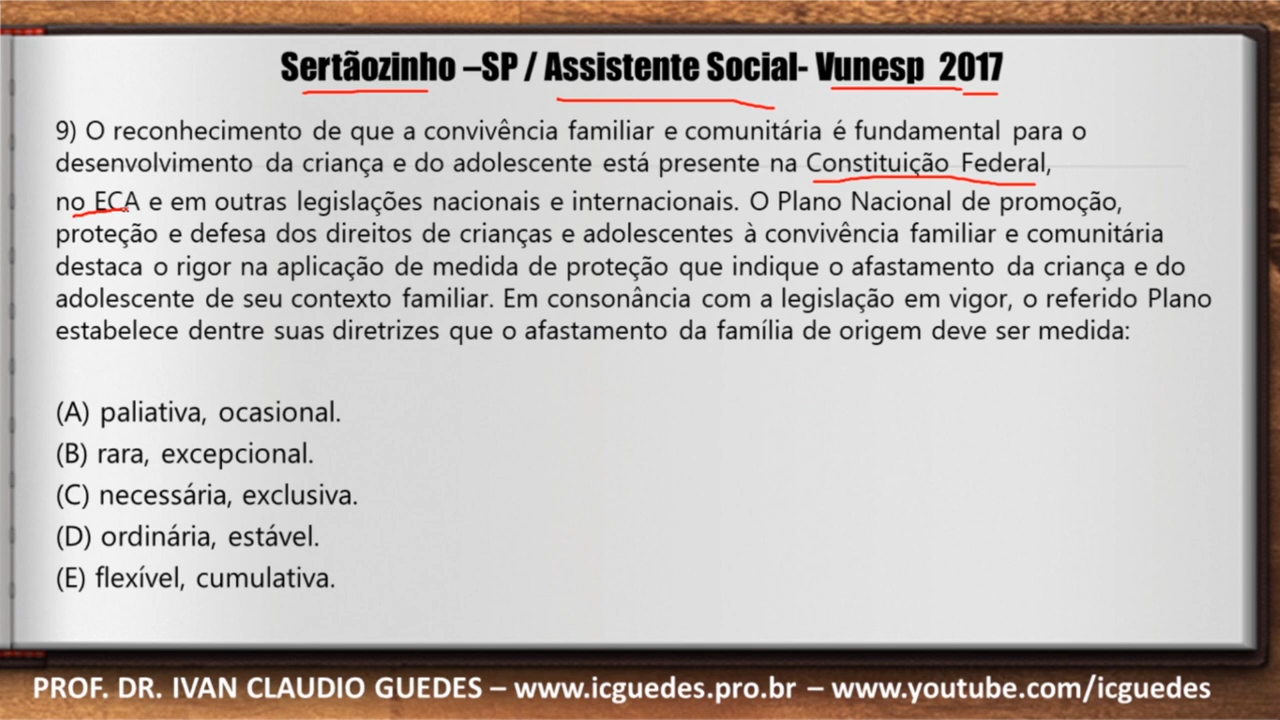 Sertãozinho –SP / Assistente Social- Vunesp 2017
9) O reconhecimento de que a convivência familiar e comunitária é fundamental para o
desenvolvimento da criança e do adolescente está presente na Constituição Federal,
no ECA e em outras legislações nacionais e internacionais. O Plano Nacional de promoção,
proteção e defesa dos direitos de crianças e adolescentes à convivência familiar e comunitária
destaca o rigor na aplicação de medida de proteção que indique o afastamento da criança e do
adolescente de seu contexto familiar. Em consonância com a legislação em vigor, o referido Plano
estabelece dentre suas diretrizes que o afastamento da família de origem deve ser medida:
(A) paliativa, ocasional.
(B) rara, excepcional.
(C) necessária, exclusiva.
(D) ordinária, estável.
(E) flexível, cumulativa.
PROF. DR. IVAN CLAUDIO GUEDES – www.icguedes.pro.br – www.youtube.com/icguedes